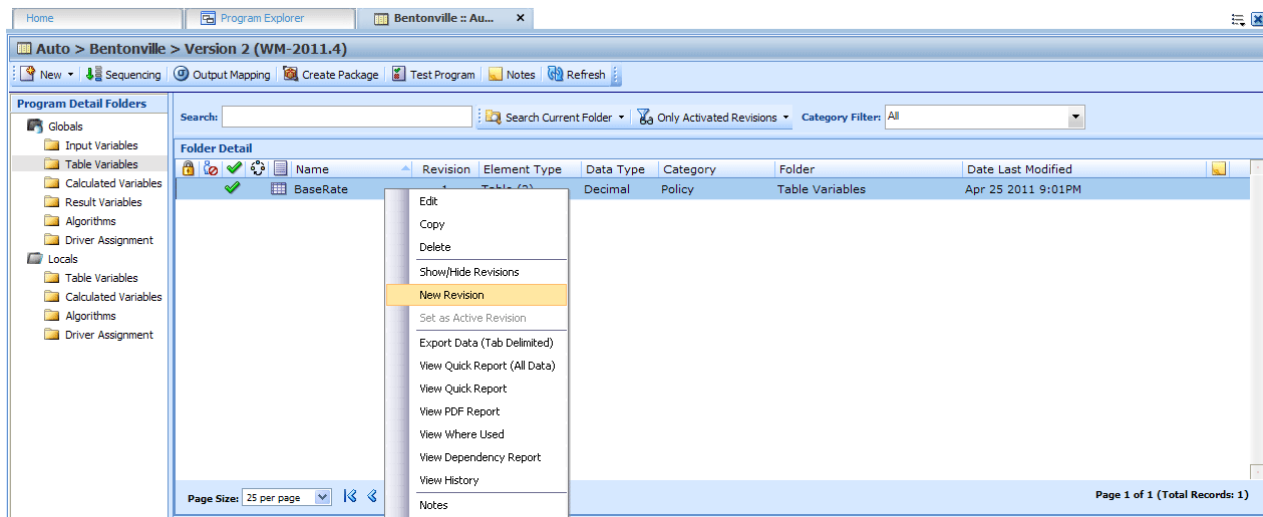 Home
Program Explorer
Bentonville :: Au...
Auto > Bentonville > Version 2 (WM-2011.4)
New Sequencing Output Mapping Create Package Test Program Notes Refresh
Program Detail Folders
Globals
Input Variables
Table Variables
Calculated Variables
Result Variables
Algorithms
Driver Assignment
Locals
Table Variables
Calculated Variables
Algorithms
Driver Assignment
Search: Search Current Folder Only Activated Revisions Category Filter: All
Folder Detail
Name Revision Element Type Data Type Category Folder Date Last Modified
BaseRate 1 Table (2) Decimal Policy Table Variables Apr 25 2011 9:01PM
Edit
Copy
Delete
Show/Hide Revisions
New Revision
Set as Active Revision
Export Data (Tab Delimited)
View Quick Report (All Data)
View Quick Report
View PDF Report
View Where Used
View Dependency Report
View History
Notes
Page Size: 25 per page
Page 1 of 1 (Total Records: 1)